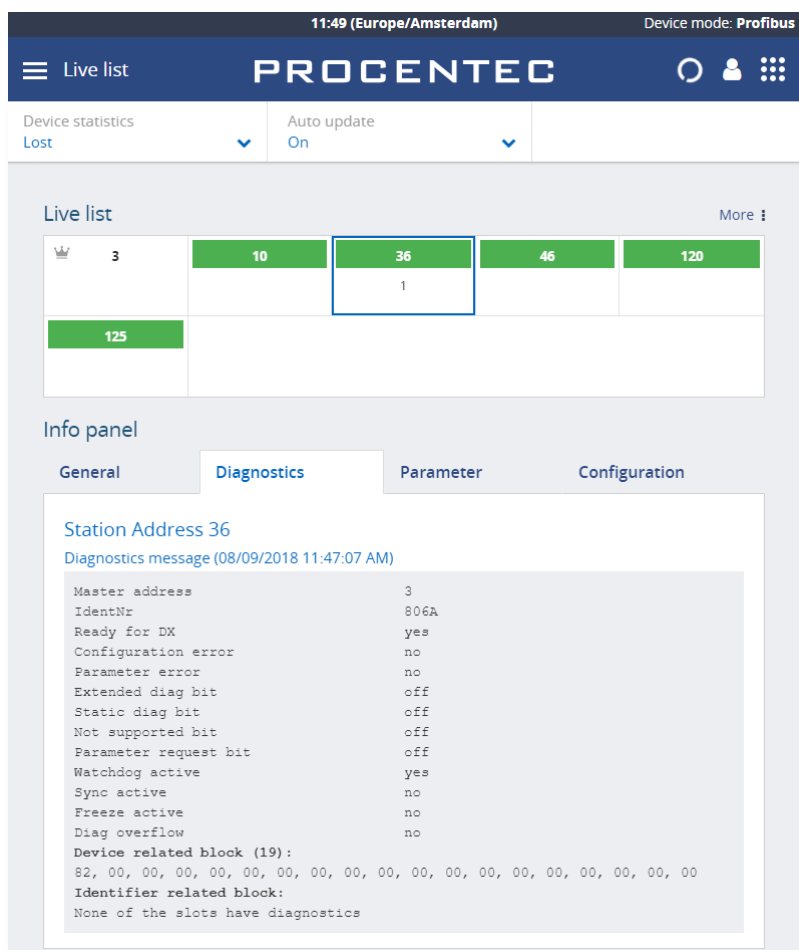 11:49 (Europe/Amsterdam) Device mode: Profibus
Live list PROCENTEC
Device statistics Auto update
Lost On
Live list More
3 10 36 46 120
1
125
Info panel
General Diagnostics Parameter Configuration
Station Address 36
Diagnostics message (08/09/2018 11:47:07 AM)
Master address 3
IdentNr 806A
Ready for DX yes
Configuration error no
Parameter error no
Extended diag bit off
Static diag bit off
Not supported bit off
Parameter request bit off
Watchdog active yes
Sync active no
Freeze active no
Diag overflow no
Device related block (19):
82, 00, 00, 00, 00, 00, 00, 00, 00, 00, 00, 00, 00, 00, 00, 00, 00, 00, 00
Identifier related block:
None of the slots have diagnostics